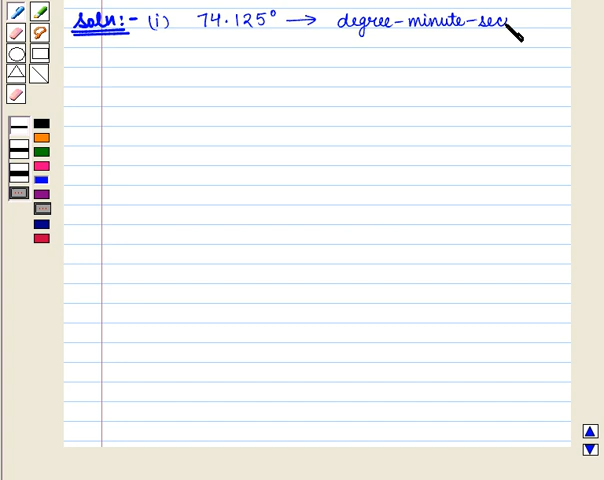 Soln:- (i) 74.125° → degree-minute-sec